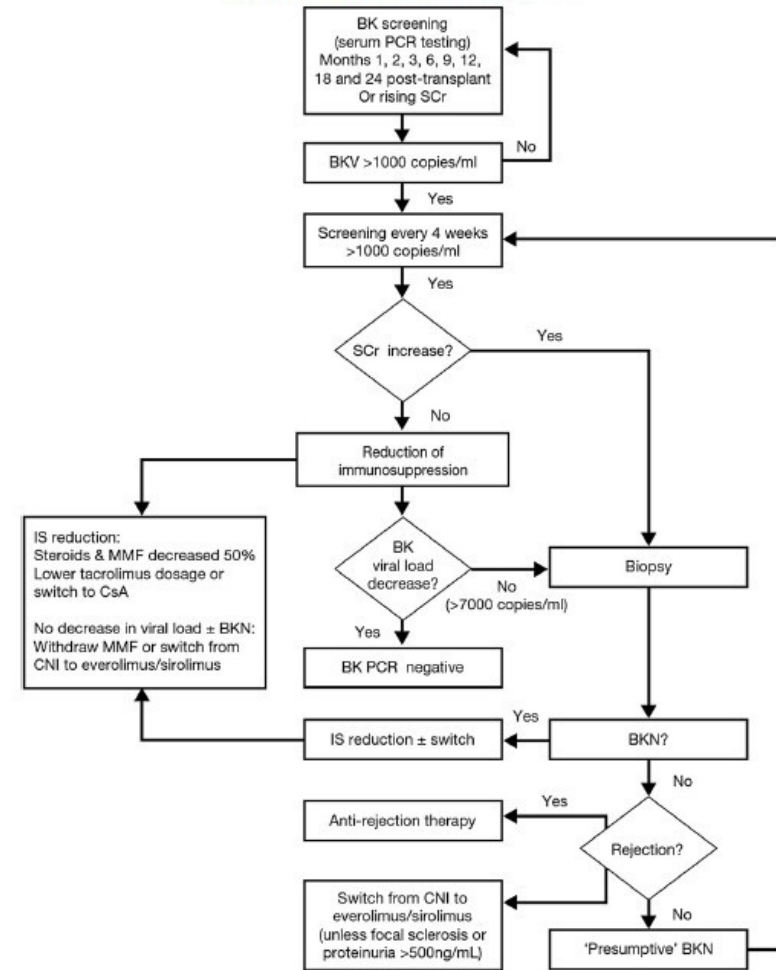 BK screening
(serum PCR testing)
Months 1, 2, 3, 6, 9, 12,
18 and 24 post-transplant
Or rising SCr
No
BKV >1000 copies/ml
Yes
Screening every 4 weeks
>1000 copies/ml
Yes
SCr increase?
Yes
No
Reduction of
immunosuppression
IS reduction:
Steroids & MMF decreased 50%
Lower tacrolimus dosage or
switch to CsA
No decrease in viral load ± BKN:
Withdraw MMF or switch from
CNI to everolimus/sirolimus
BK
viral load
decrease?
No
(>7000 copies/ml)
Biopsy
Yes
BK PCR negative
IS reduction ± switch
Yes
BKN?
No
Anti-rejection therapy
Yes
Rejection?
Switch from CNI to
everolimus/sirolimus
(unless focal sclerosis or
proteinuria >500ng/mL)
No
'Presumptive' BKN